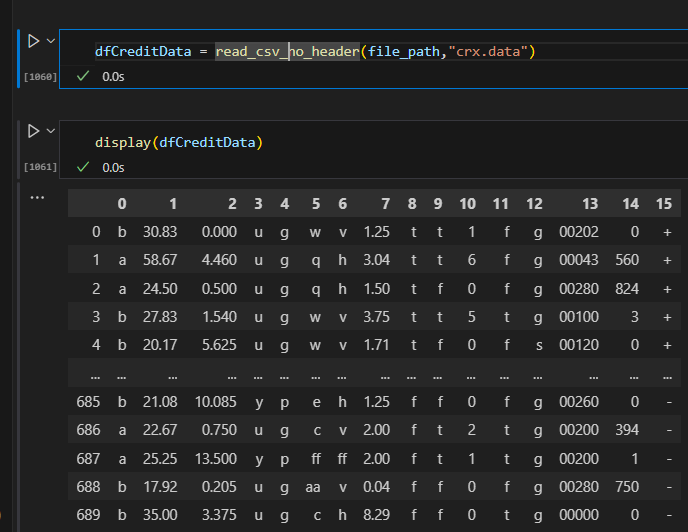 dfCreditData = read_csv_no_header(file_path,"crx.data")
[1060] ✓ 0.0s
display(dfCreditData)
[1061] ✓ 0.0s
...
0 1 2 3 4 5 6 7 8 9 10 11 12 13 14 15
0 b 30.83 0.000 u g w v 1.25 t t 1 f g 00202 0 +
1 a 58.67 4.460 u g q h 3.04 t t 6 f g 00043 560 +
2 a 24.50 0.500 u g q h 1.50 t f 0 f g 00280 824 +
3 b 27.83 1.540 u g w v 3.75 t t 5 t g 00100 3 +
4 b 20.17 5.625 u g w v 1.71 t f 0 f s 00120 0 +
... ... ... ... ... ... ... ... ... ... ... ... ... ... ... ... ...
685 b 21.08 10.085 y p e h 1.25 f f 0 f g 00260 0 -
686 a 22.67 0.750 u g c v 2.00 f t 2 t g 00200 394 -
687 a 25.25 13.500 y p ff ff 2.00 f t 1 t g 00200 1 -
688 b 17.92 0.205 u g aa v 0.04 f f 0 f g 00280 750 -
689 b 35.00 3.375 u g c h 8.29 f f 0 t g 00000 0 -